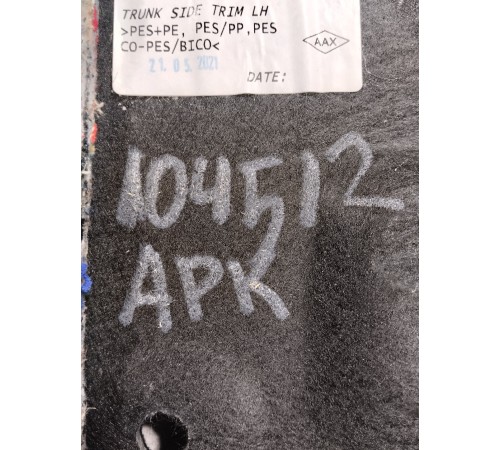 TRUNK SIDE TRIM LH
>PES+PE, PES/PP,PES
CO-PES/BICO<
AAX
21.05.2021
DATE:
104512
APK